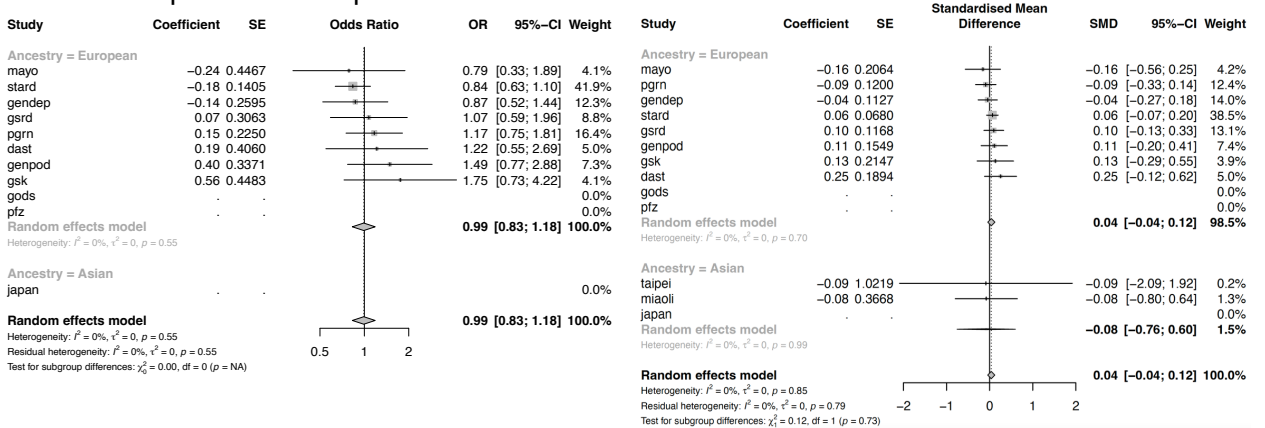 Study Coefficient SE Odds Ratio OR 95%−CI Weight
Ancestry = European
mayo −0.24 0.4467 0.79 [0.33; 1.89] 4.1%
stard −0.18 0.1405 0.84 [0.63; 1.10] 41.9%
gendep −0.14 0.2595 0.87 [0.52; 1.44] 12.3%
gsrd 0.07 0.3063 1.07 [0.59; 1.96] 8.8%
pgrn 0.15 0.2250 1.17 [0.75; 1.81] 16.4%
dast 0.19 0.4060 1.22 [0.55; 2.69] 5.0%
genpod 0.40 0.3371 1.49 [0.77; 2.88] 7.3%
gsk 0.56 0.4483 1.75 [0.73; 4.22] 4.1%
gods . . 0.0%
pfz . . 0.0%
Random effects model 0.99 [0.83; 1.18] 100.0%
Heterogeneity: I² = 0%, τ² = 0, p = 0.55
Ancestry = Asian
japan . . 0.0%
Random effects model 0.99 [0.83; 1.18] 100.0%
Heterogeneity: I² = 0%, τ² = 0, p = 0.55
Residual heterogeneity: I² = 0%, τ² = 0, p = 0.55
Test for subgroup differences: χ²₀ = 0.00, df = 0 (p = NA)
0.5 1 2
Standardised Mean
Study Coefficient SE Difference SMD 95%−CI Weight
Ancestry = European
mayo −0.16 0.2064 −0.16 [−0.56; 0.25] 4.2%
pgrn −0.09 0.1200 −0.09 [−0.33; 0.14] 12.4%
gendep −0.04 0.1127 −0.04 [−0.27; 0.18] 14.0%
stard 0.06 0.0680 0.06 [−0.07; 0.20] 38.5%
gsrd 0.10 0.1168 0.10 [−0.13; 0.33] 13.1%
genpod 0.11 0.1549 0.11 [−0.20; 0.41] 7.4%
gsk 0.13 0.2147 0.13 [−0.29; 0.55] 3.9%
dast 0.25 0.1894 0.25 [−0.12; 0.62] 5.0%
gods . . 0.0%
pfz . . 0.0%
Random effects model 0.04 [−0.04; 0.12] 98.5%
Heterogeneity: I² = 0%, τ² = 0, p = 0.70
Ancestry = Asian
taipei −0.09 1.0219 −0.09 [−2.09; 1.92] 0.2%
miaoli −0.08 0.3668 −0.08 [−0.80; 0.64] 1.3%
japan . . 0.0%
Random effects model −0.08 [−0.76; 0.60] 1.5%
Heterogeneity: I² = 0%, τ² = 0, p = 0.99
Random effects model 0.04 [−0.04; 0.12] 100.0%
Heterogeneity: I² = 0%, τ² = 0, p = 0.85
Residual heterogeneity: I² = 0%, τ² = 0, p = 0.79
Test for subgroup differences: χ²₁ = 0.12, df = 1 (p = 0.73)
−2 −1 0 1 2